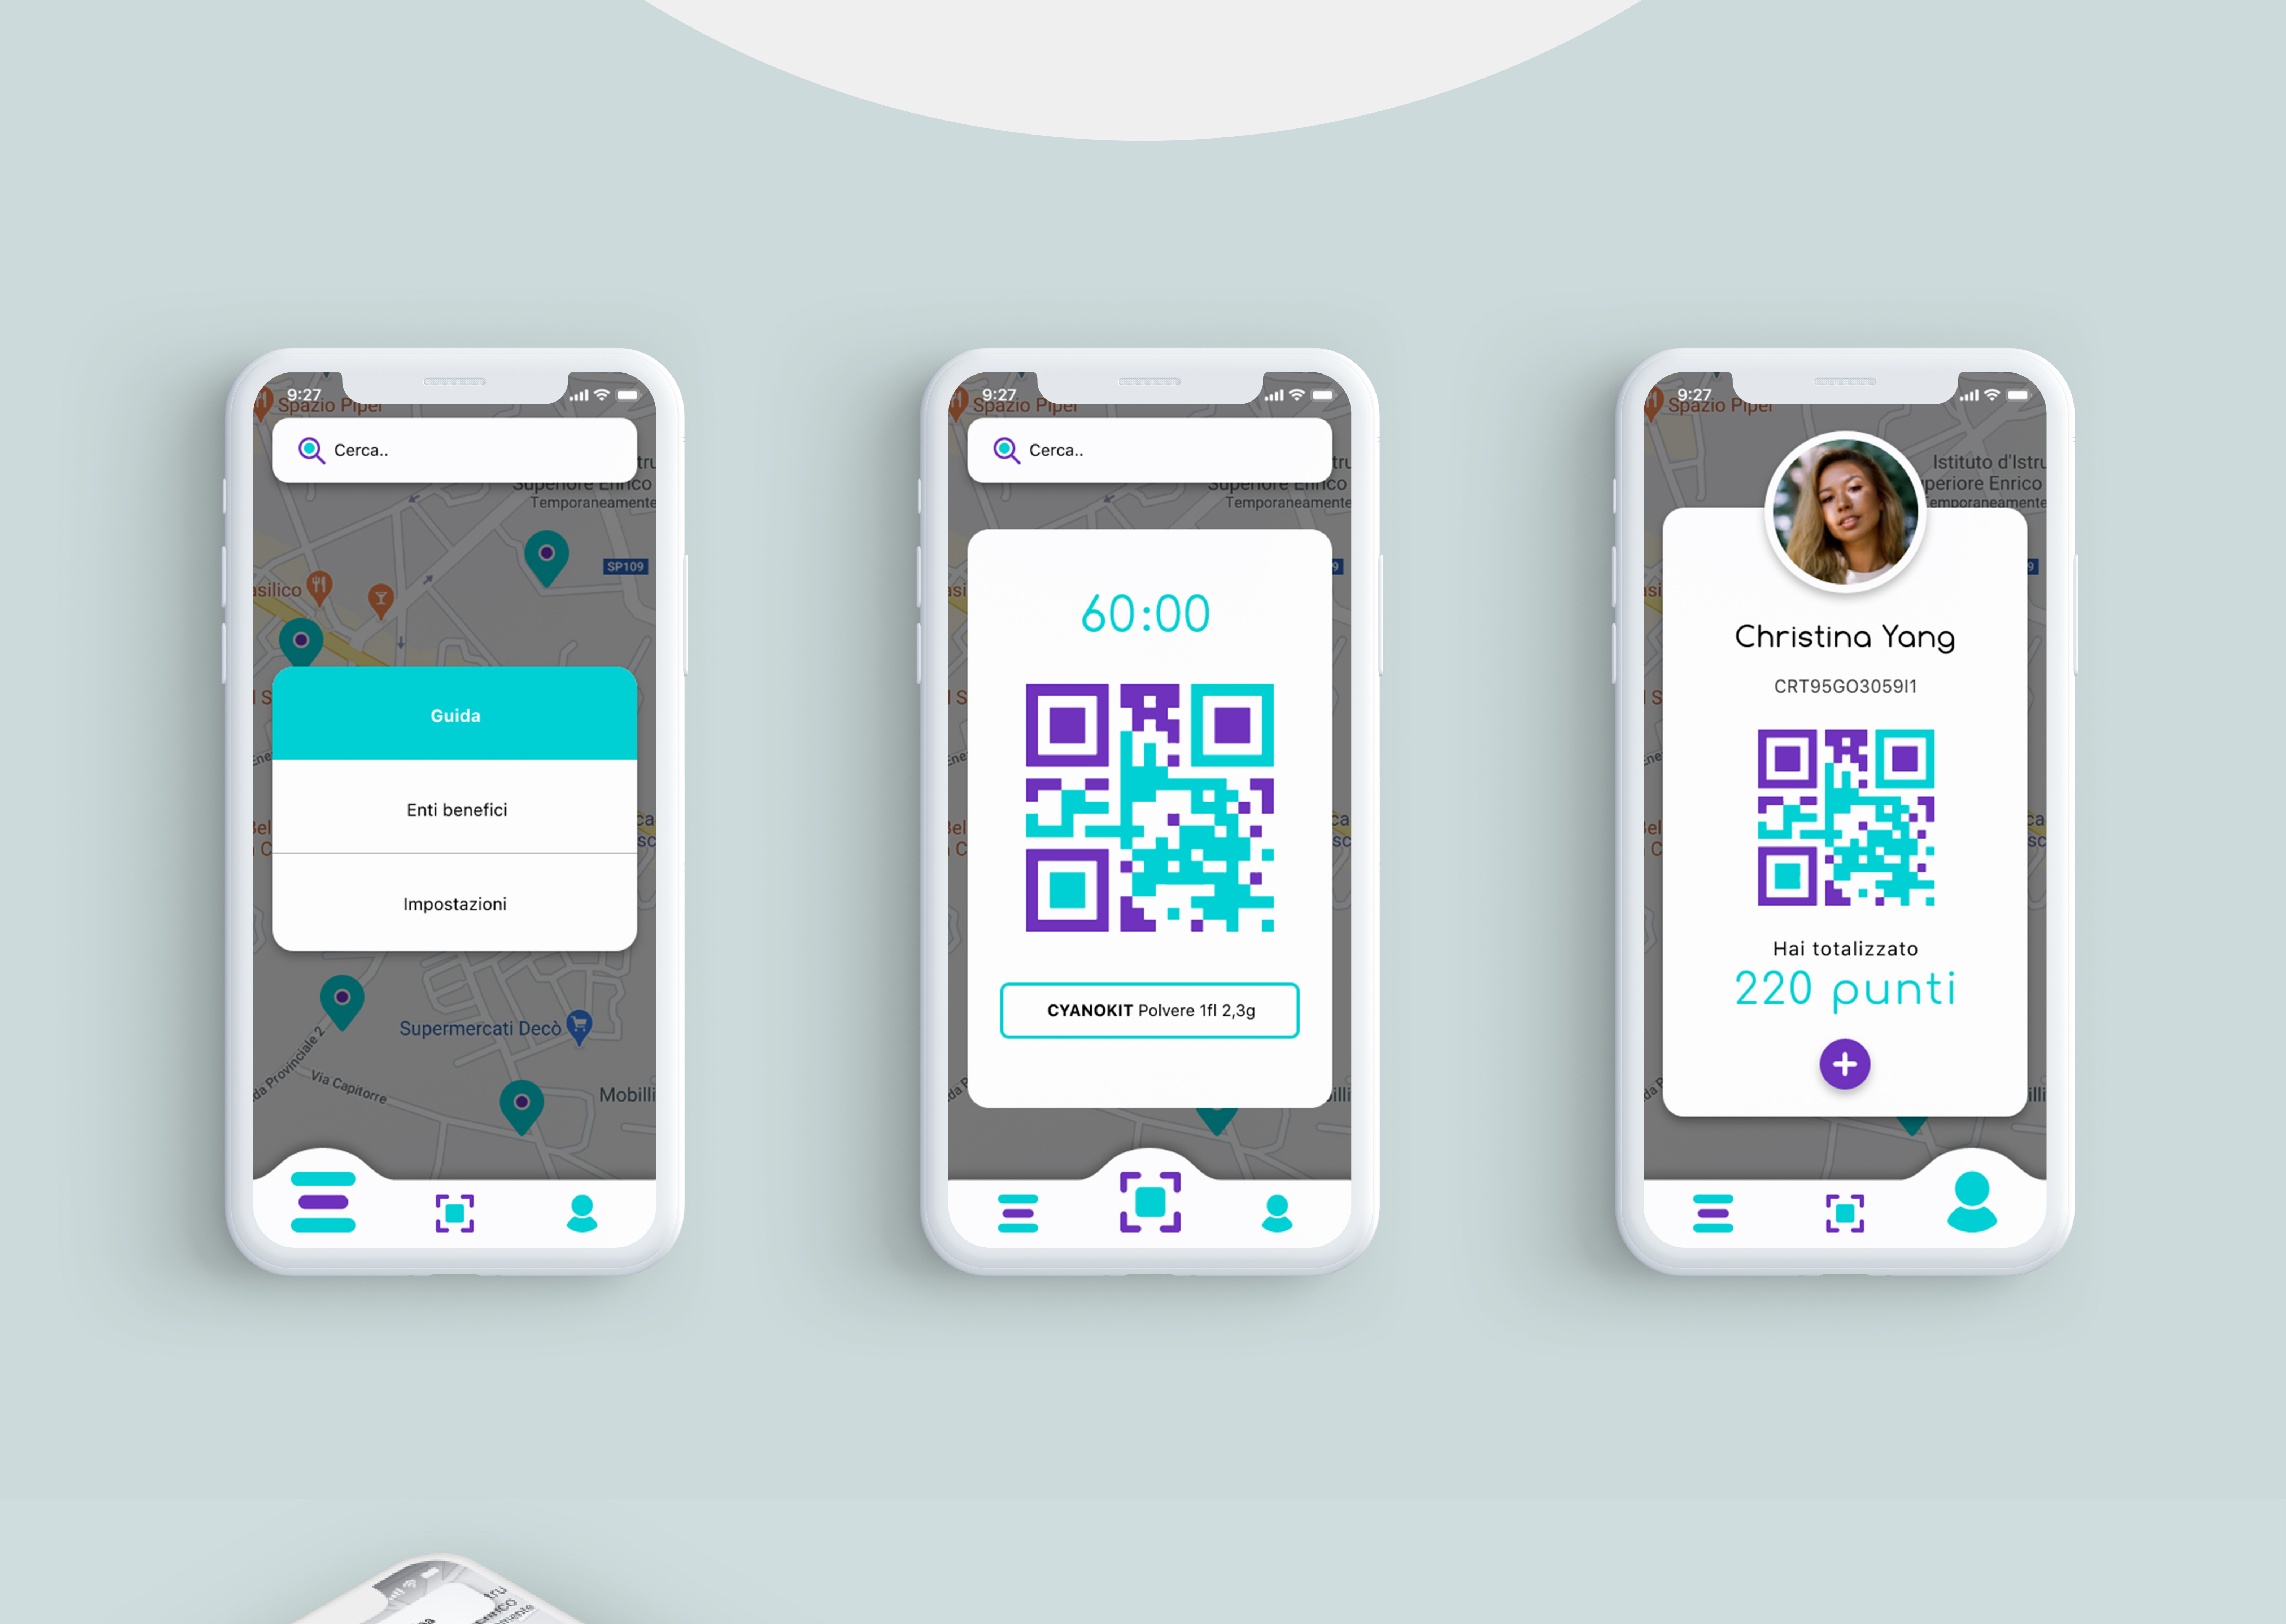 9:27
Spazio Piper
Cerca..
Superiore Enrico
Temporaneamente
SP109
asilico
Guida
Enti benefici
Impostazioni
Supermercati Decò
da Provinciale 2
Via Capitorre
Mobilli
9:27
Spazio Piper
Cerca..
Superiore Enrico
Temporaneamente
60:00
CYANOKIT Polvere 1fl 2,3g
9:27
Spazio Piper
Istituto d'Istru
periore Enrico
Temporaneamente
Christina Yang
CRT95GO3059I1
Hai totalizzato
220 punti